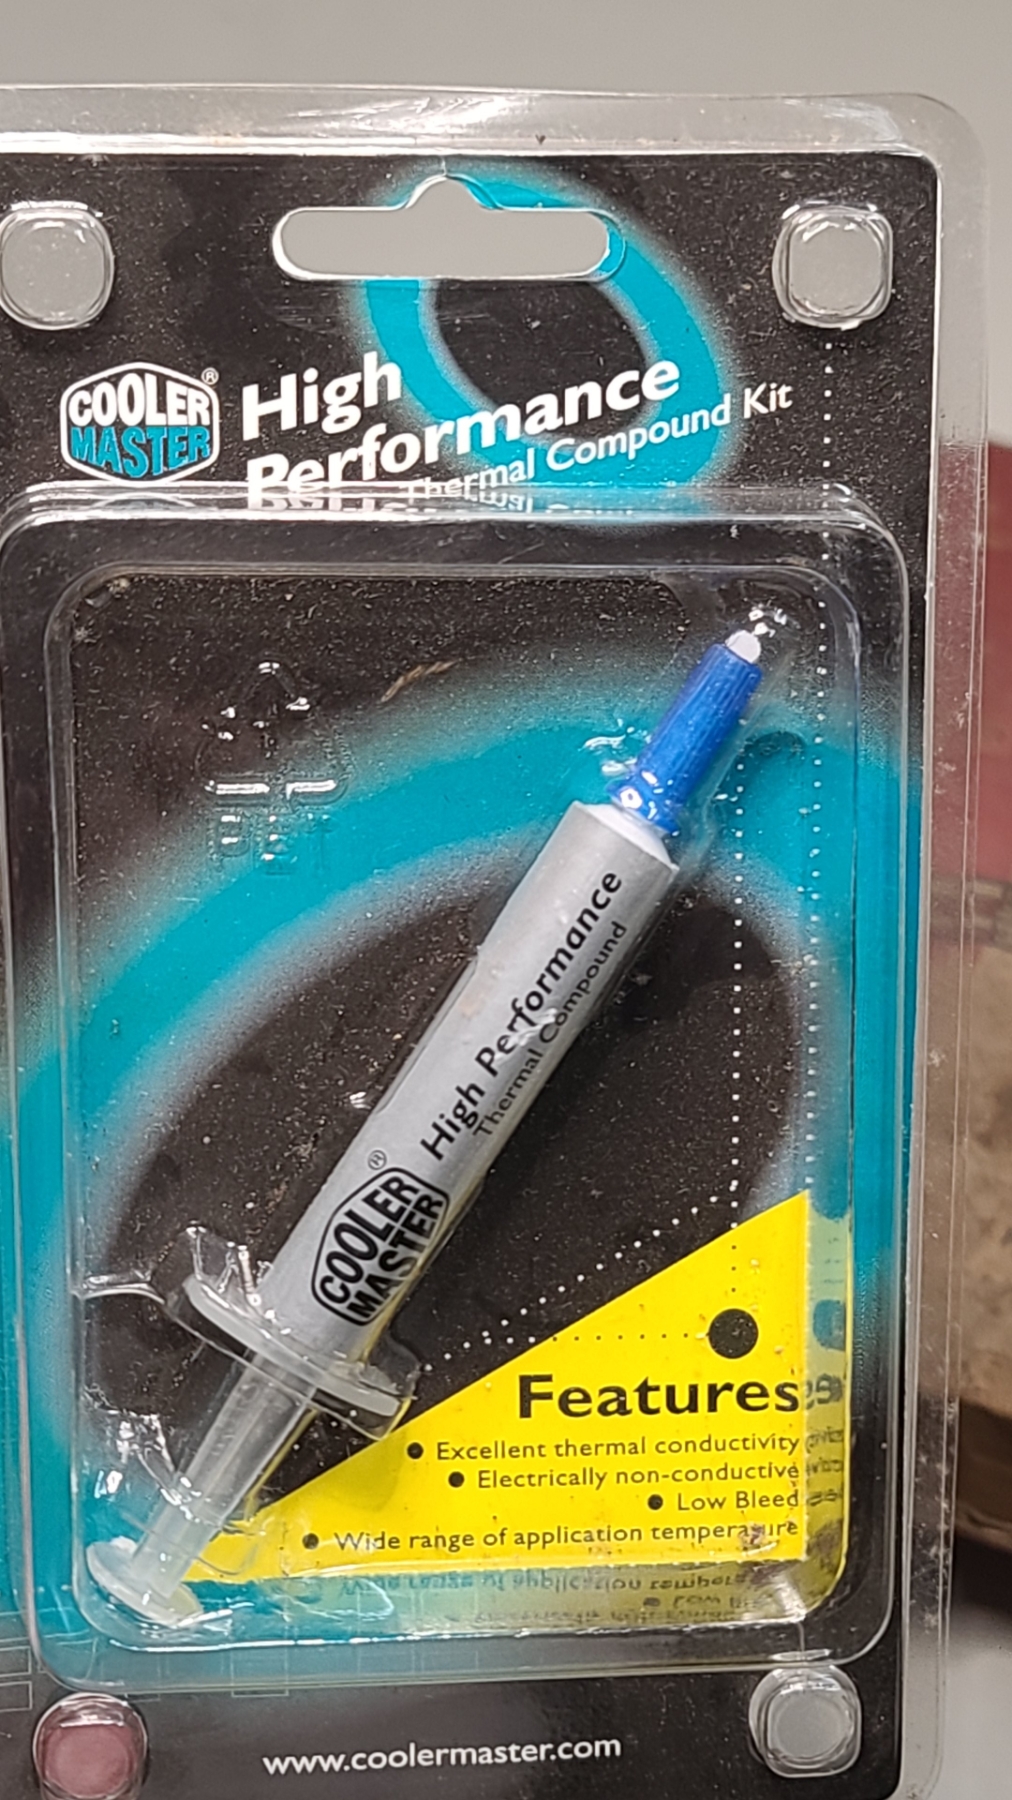 COOLER
MASTER
®
High
Performance
Thermal Compound Kit
PET
High Performance
Thermal Compound
®
COOLER
MASTER
Features
• Excellent thermal conductivity
• Electrically non-conductive
• Low Bleed
• Wide range of application temperature
www.coolermaster.com